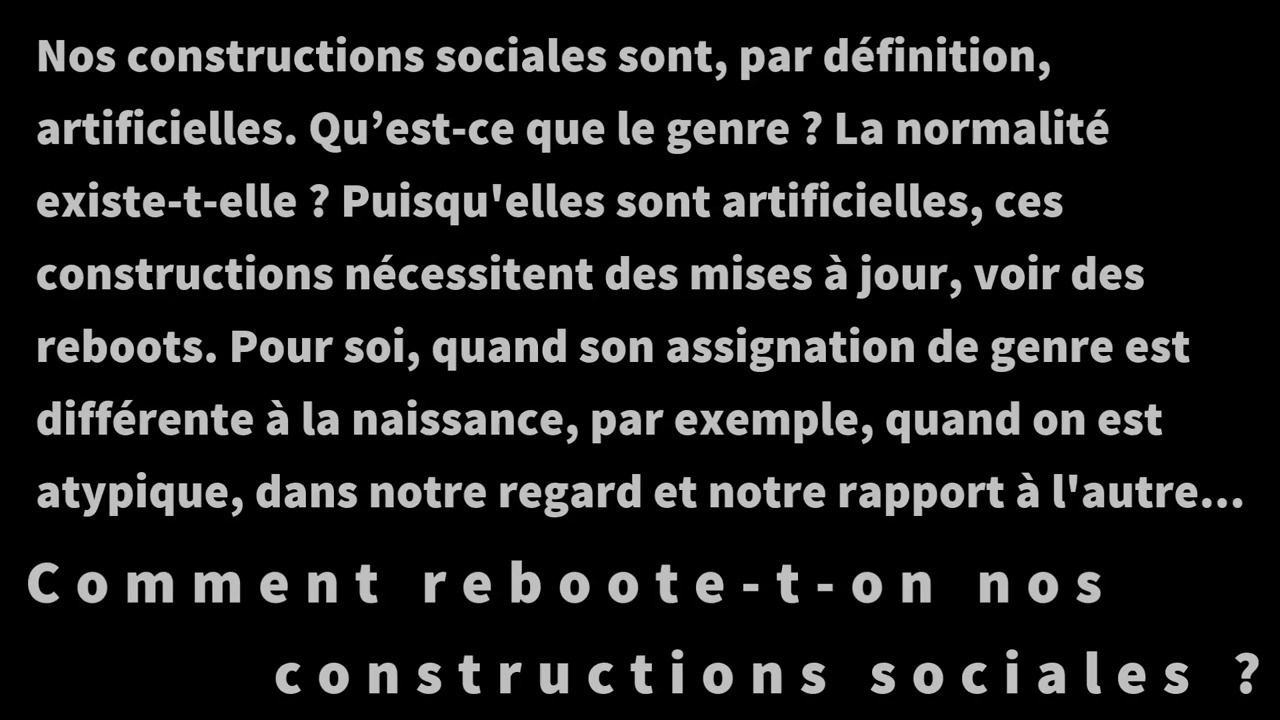 Nos constructions sociales sont, par définition,
artificielles. Qu’est-ce que le genre ? La normalité
existe-t-elle ? Puisqu'elles sont artificielles, ces
constructions nécessitent des mises à jour, voir des
reboots. Pour soi, quand son assignation de genre est
différente à la naissance, par exemple, quand on est
atypique, dans notre regard et notre rapport à l'autre...
Comment reboote-t-on nos
constructions sociales ?